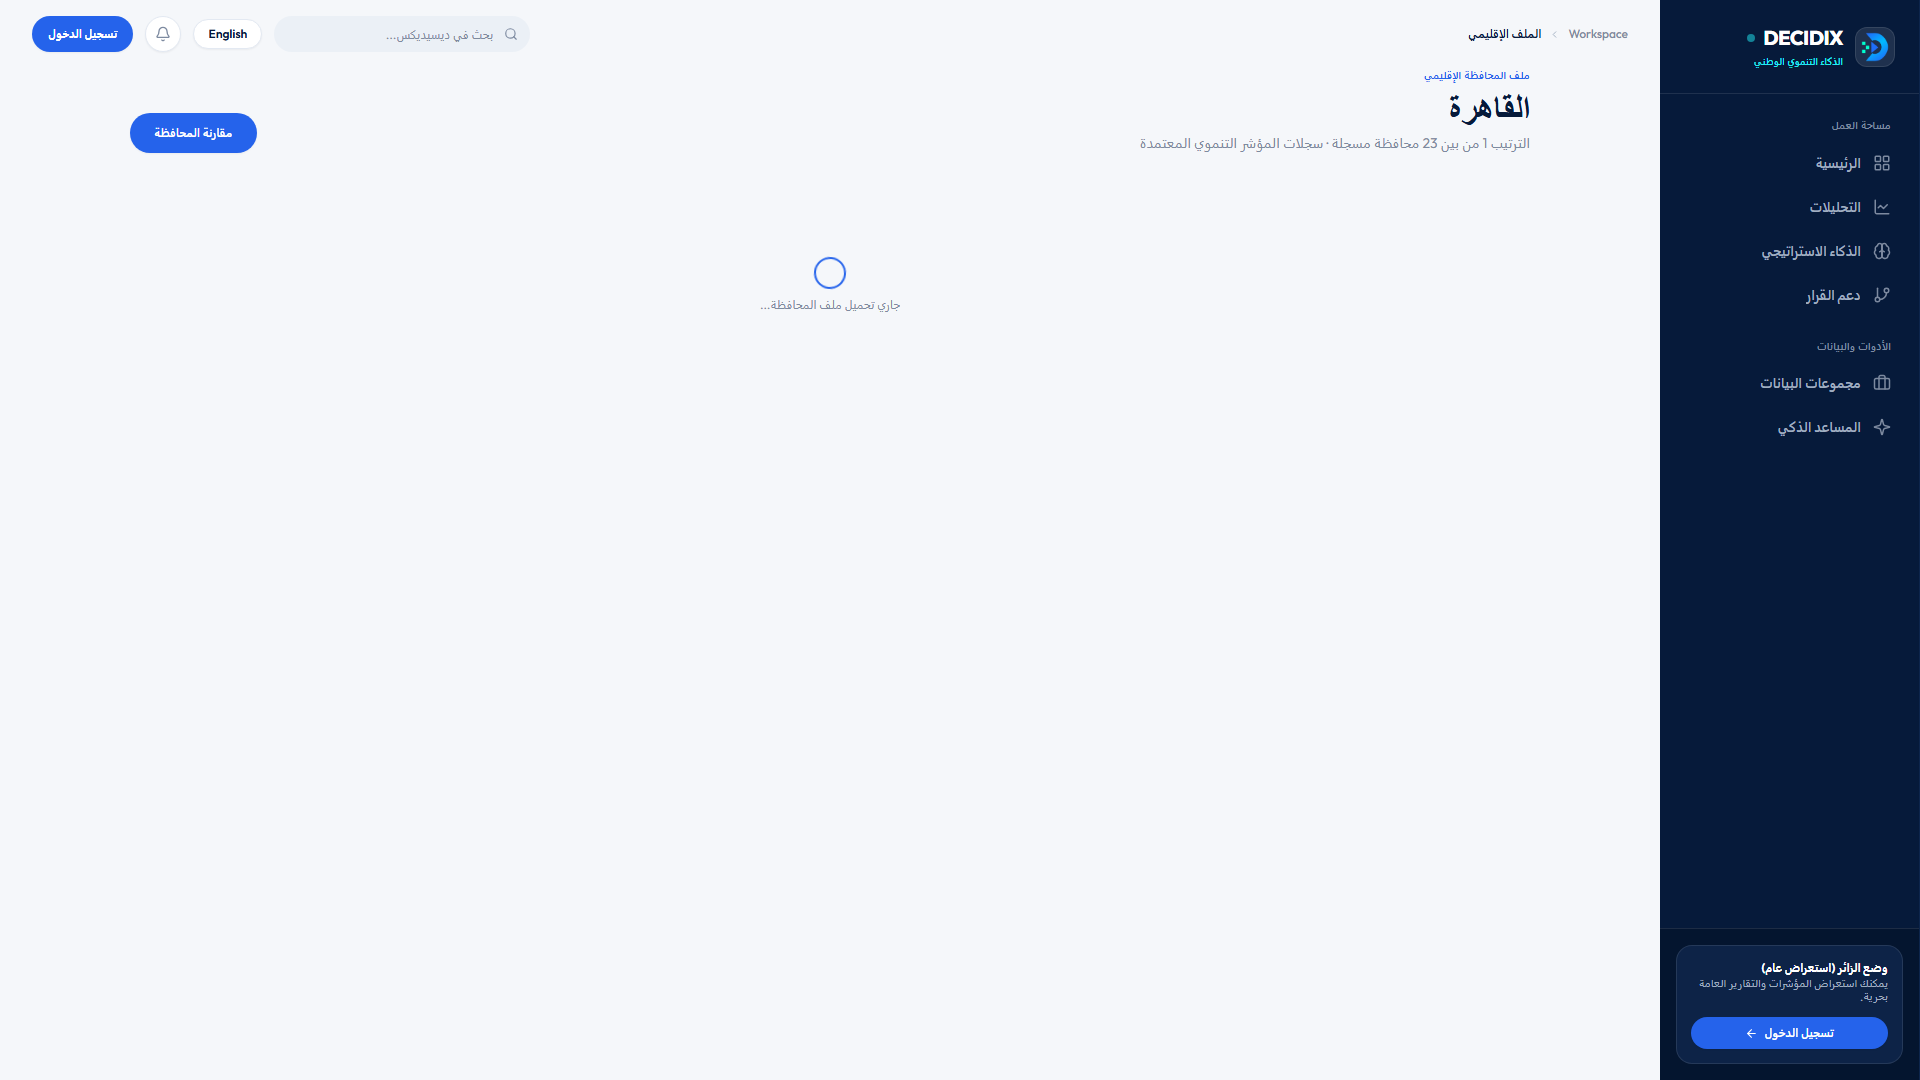 DECIDIX
الذكاء التنموي الوطني
مساحة العمل
الرئيسية
التحليلات
الذكاء الاستراتيجي
دعم القرار
الأدوات والبيانات
مجموعات البيانات
المساعد الذكي
وضع الزائر (استعراض عام)
يمكنك استعراض المؤشرات والتقارير العامة
بحرية.
تسجيل الدخول
Workspace
الملف الإقليمي
بحث في ديسيديكس...
English
تسجيل الدخول
ملف المحافظة الإقليمي
القاهرة
الترتيب 1 من بين 23 محافظة مسجلة · سجلات المؤشر التنموي المعتمدة
مقارنة المحافظة
جاري تحميل ملف المحافظة...